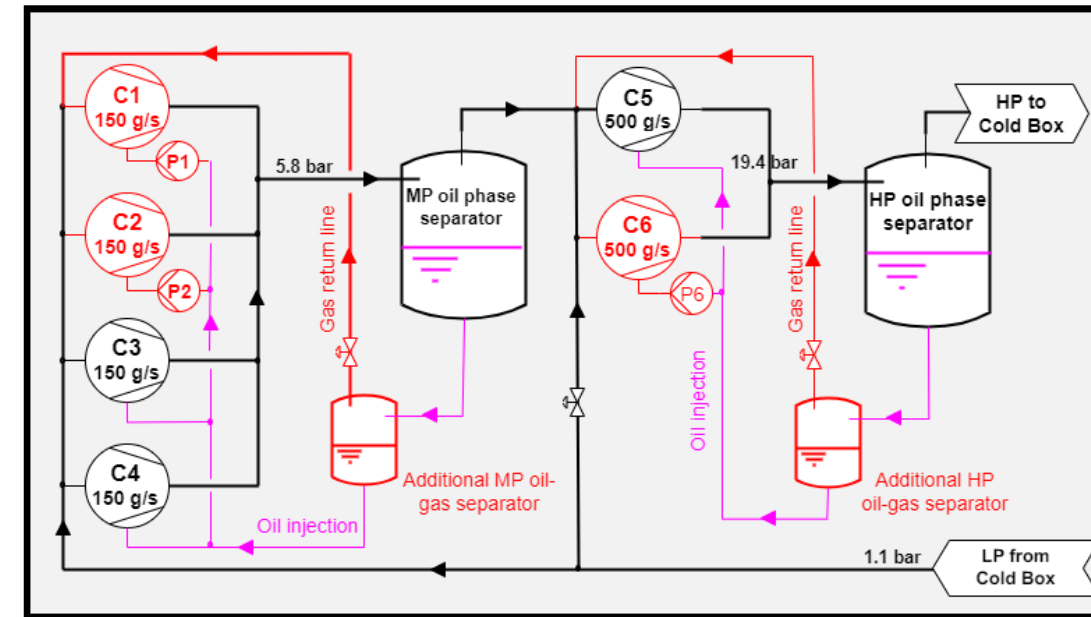 C1
150 g/s
P1
C2
150 g/s
P2
C3
150 g/s
C4
150 g/s
5.8 bar
Gas return line
MP oil phase
separator
Additional MP oil-
gas separator
Oil injection
C5
500 g/s
C6
500 g/s
P6
19.4 bar
Oil injection
Gas return line
HP to
Cold Box
HP oil phase
separator
Additional HP
oil-gas separator
1.1 bar
LP from
Cold Box